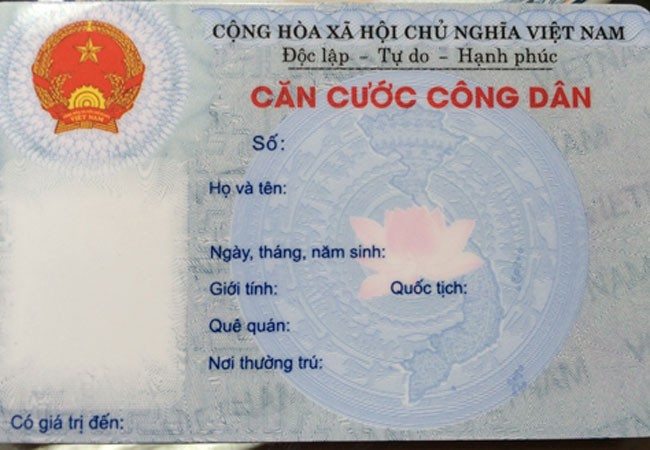 CỘNG HÒA XÃ HỘI CHỦ NGHĨA VIỆT NAM
Độc lập - Tự do - Hạnh phúc
CĂN CƯỚC CÔNG DÂN
Số:
Họ và tên:
Ngày, tháng, năm sinh:
Giới tính: Quốc tịch:
Quê quán:
Nơi thường trú:
Có giá trị đến: